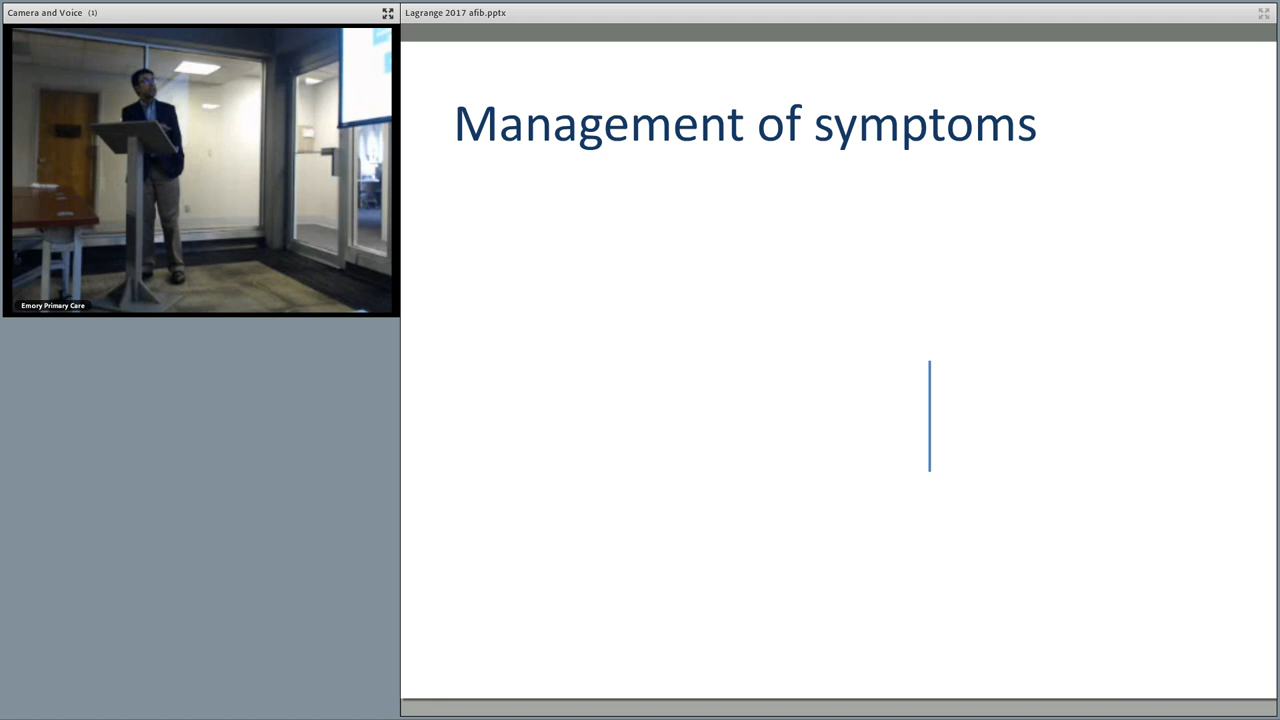 Camera and Voice (1)
Lagrange 2017 afib.pptx
Management of symptoms
Emory Primary Care